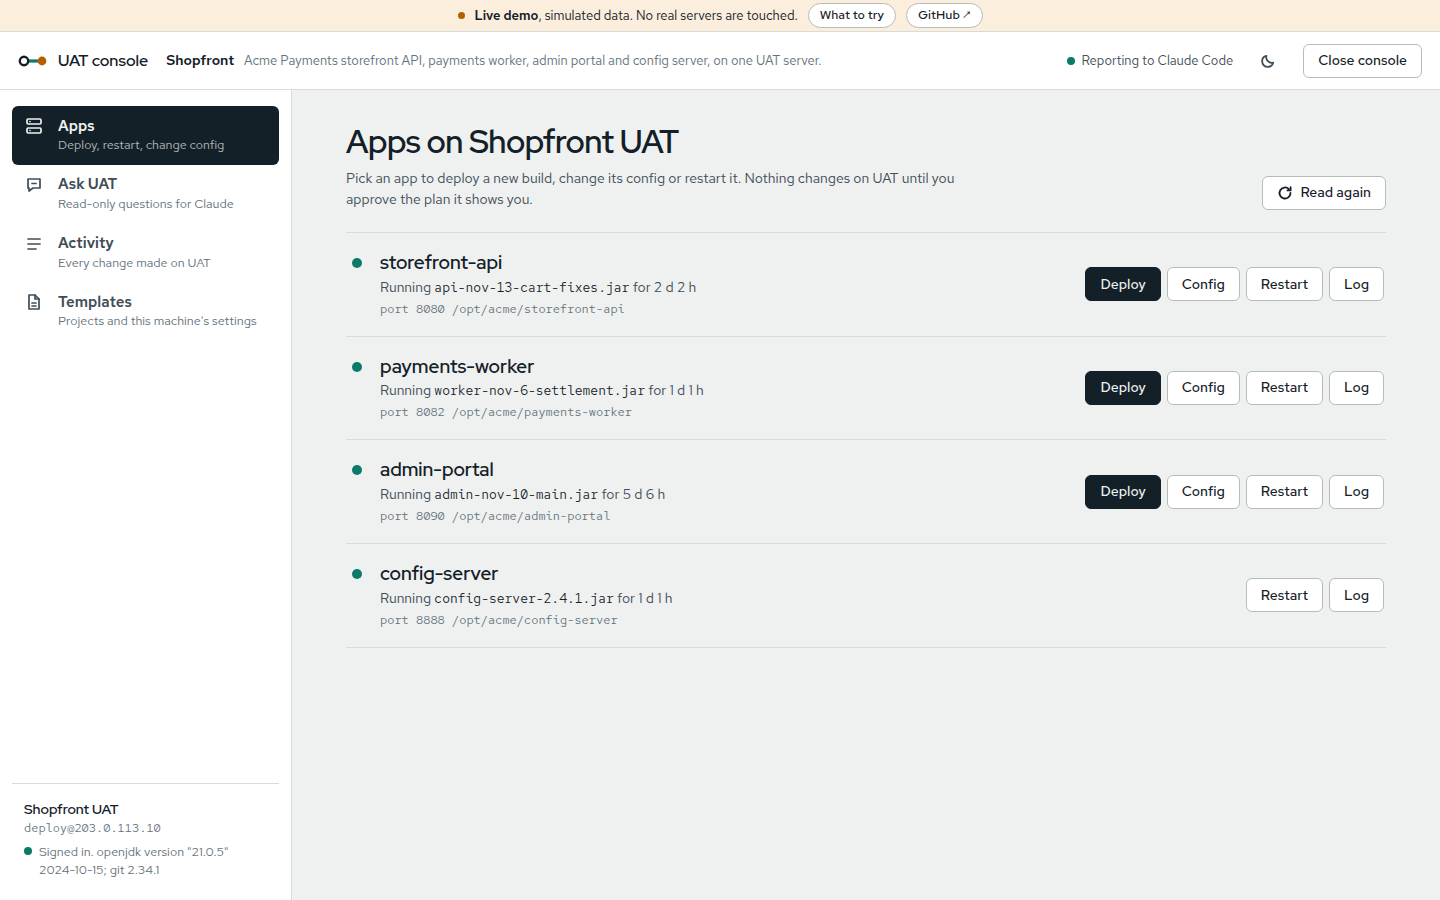 Live demo, simulated data. No real servers are touched. What to try GitHub ↗
UAT console Shopfront Acme Payments storefront API, payments worker, admin portal and config server, on one UAT server. Reporting to Claude Code Close console
Apps
Deploy, restart, change config
Ask UAT
Read-only questions for Claude
Activity
Every change made on UAT
Templates
Projects and this machine's settings
Shopfront UAT
deploy@203.0.113.10
Signed in. openjdk version "21.0.5"
2024-10-15; git 2.34.1
Apps on Shopfront UAT
Pick an app to deploy a new build, change its config or restart it. Nothing changes on UAT until you
approve the plan it shows you.
Read again
storefront-api
Running api-nov-13-cart-fixes.jar for 2 d 2 h
port 8080 /opt/acme/storefront-api
Deploy Config Restart Log
payments-worker
Running worker-nov-6-settlement.jar for 1 d 1 h
port 8082 /opt/acme/payments-worker
Deploy Config Restart Log
admin-portal
Running admin-nov-10-main.jar for 5 d 6 h
port 8090 /opt/acme/admin-portal
Deploy Config Restart Log
config-server
Running config-server-2.4.1.jar for 1 d 1 h
port 8888 /opt/acme/config-server
Restart Log